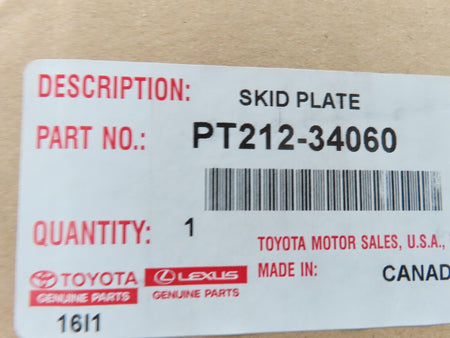 DESCRIPTION: SKID PLATE
PART NO.: PT212-34060
QUANTITY: 1
TOYOTA MOTOR SALES, U.S.A.,
TOYOTA LEXUS MADE IN: CANAD
GENUINE PARTS GENUINE PARTS
16I1